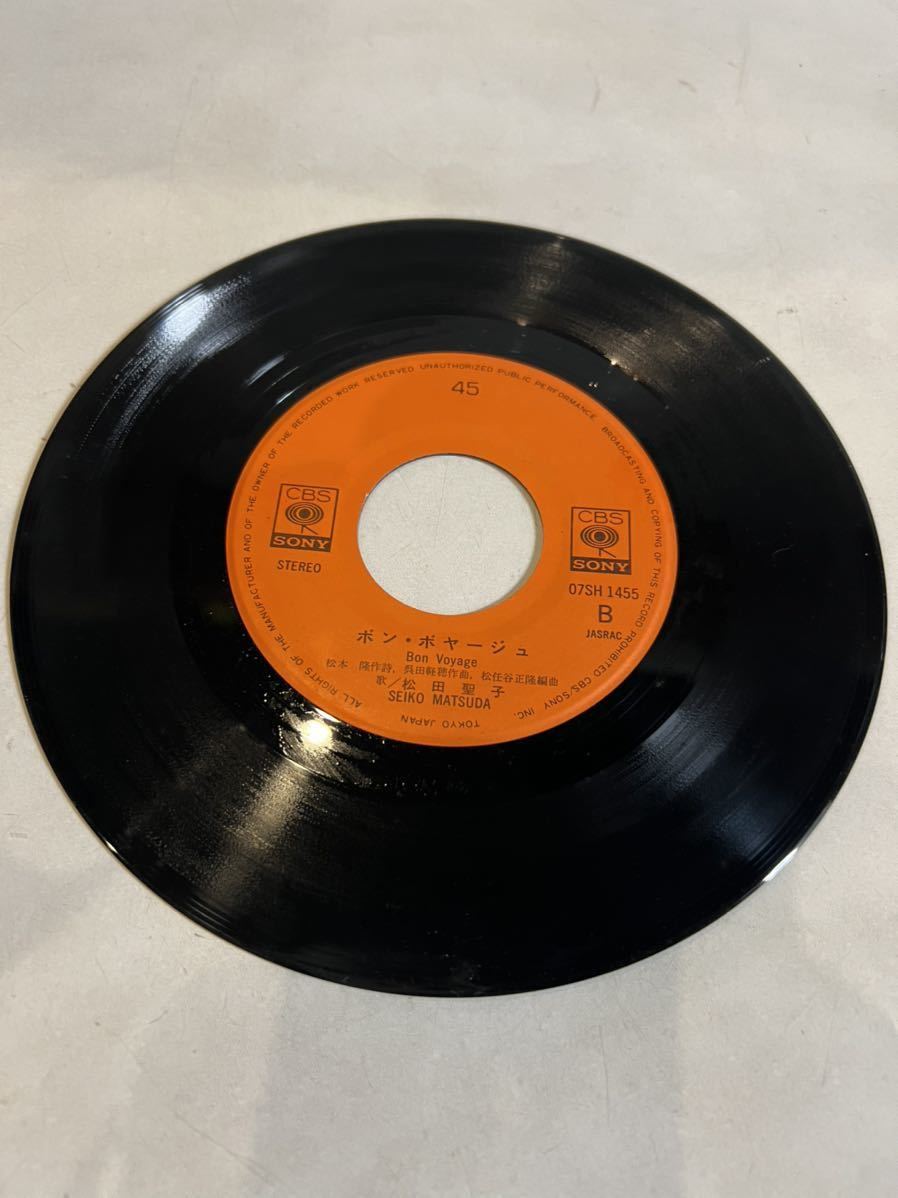 45
ALL RIGHTS OF THE MANUFACTURER AND OF THE OWNER OF THE RECORDED WORK RESERVED UNAUTHORIZED PUBLIC PERFORMANCE BROADCASTING AND COPYING OF THIS RECORD PROHIBITED CBS/SONY INC.
TOKYO JAPAN
CBS
SONY
STEREO
CBS
SONY
07SH 1455
B
JASRAC
ボン・ボヤージュ
Bon Voyage
松本 隆作詩, 呉田軽穂作曲, 松任谷正隆編曲
歌/松田聖子
SEIKO MATSUDA